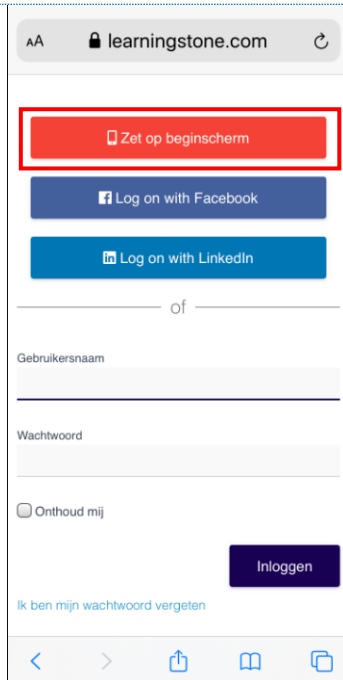 AA learningstone.com
Zet op beginscherm
Log on with Facebook
in Log on with LinkedIn
of
Gebruikersnaam
Wachtwoord
Onthoud mij
Inloggen
Ik ben mijn wachtwoord vergeten